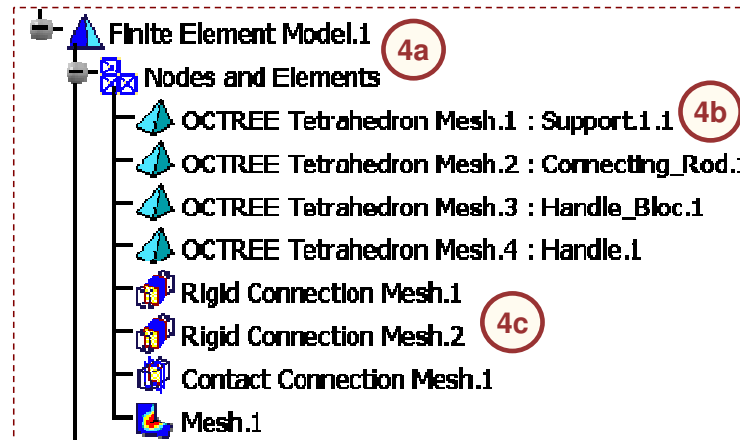 Finite Element Model.1
4a
Nodes and Elements
OCTREE Tetrahedron Mesh.1 : Support.1.1
4b
OCTREE Tetrahedron Mesh.2 : Connecting_Rod.1
OCTREE Tetrahedron Mesh.3 : Handle_Bloc.1
OCTREE Tetrahedron Mesh.4 : Handle.1
Rigid Connection Mesh.1
Rigid Connection Mesh.2
4c
Contact Connection Mesh.1
Mesh.1